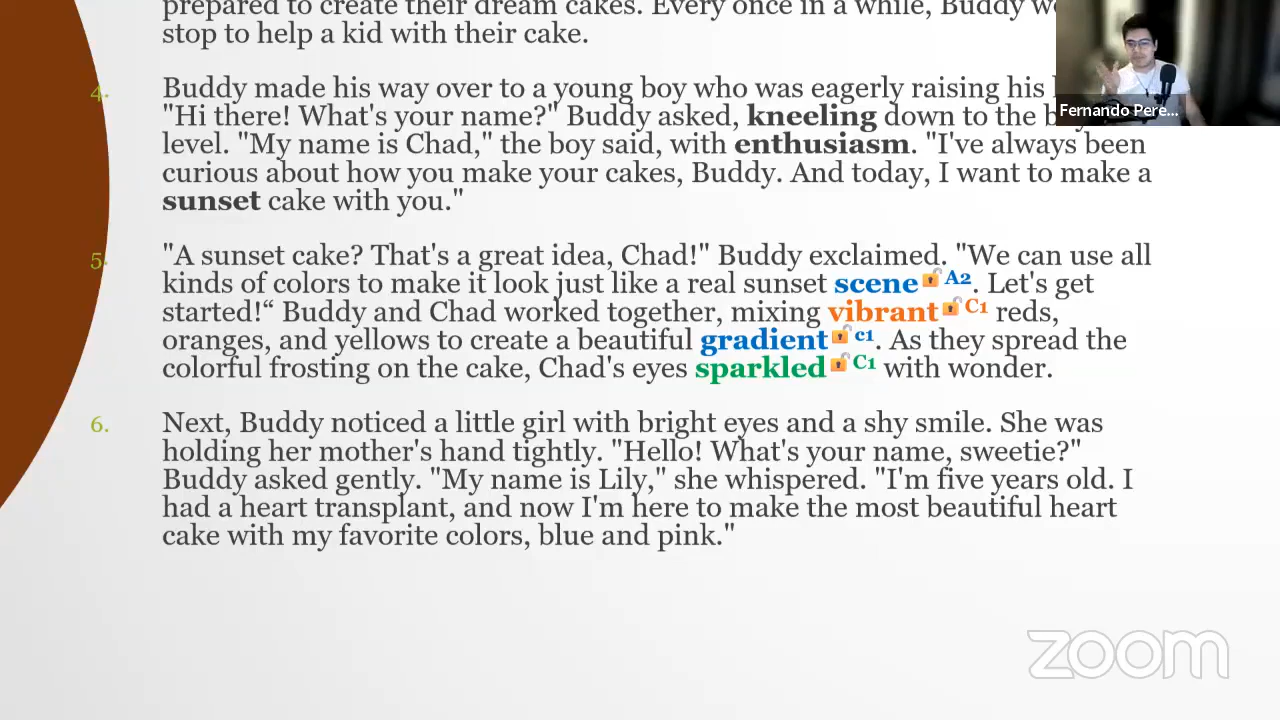 prepared to create their dream cakes. Every once in a while, Buddy
stop to help a kid with their cake.
4. Buddy made his way over to a young boy who was eagerly raising his
"Hi there! What's your name?" Buddy asked, kneeling down to the
level. "My name is Chad," the boy said, with enthusiasm. "I've always been
curious about how you make your cakes, Buddy. And today, I want to make a
sunset cake with you."
5. "A sunset cake? That's a great idea, Chad!" Buddy exclaimed. "We can use all
kinds of colors to make it look just like a real sunset scene A2. Let's get
started!“ Buddy and Chad worked together, mixing vibrant C1 reds,
oranges, and yellows to create a beautiful gradient c1. As they spread the
colorful frosting on the cake, Chad's eyes sparkled C1 with wonder.
6. Next, Buddy noticed a little girl with bright eyes and a shy smile. She was
holding her mother's hand tightly. "Hello! What's your name, sweetie?"
Buddy asked gently. "My name is Lily," she whispered. "I'm five years old. I
had a heart transplant, and now I'm here to make the most beautiful heart
cake with my favorite colors, blue and pink."
Fernando Pere...
zoom